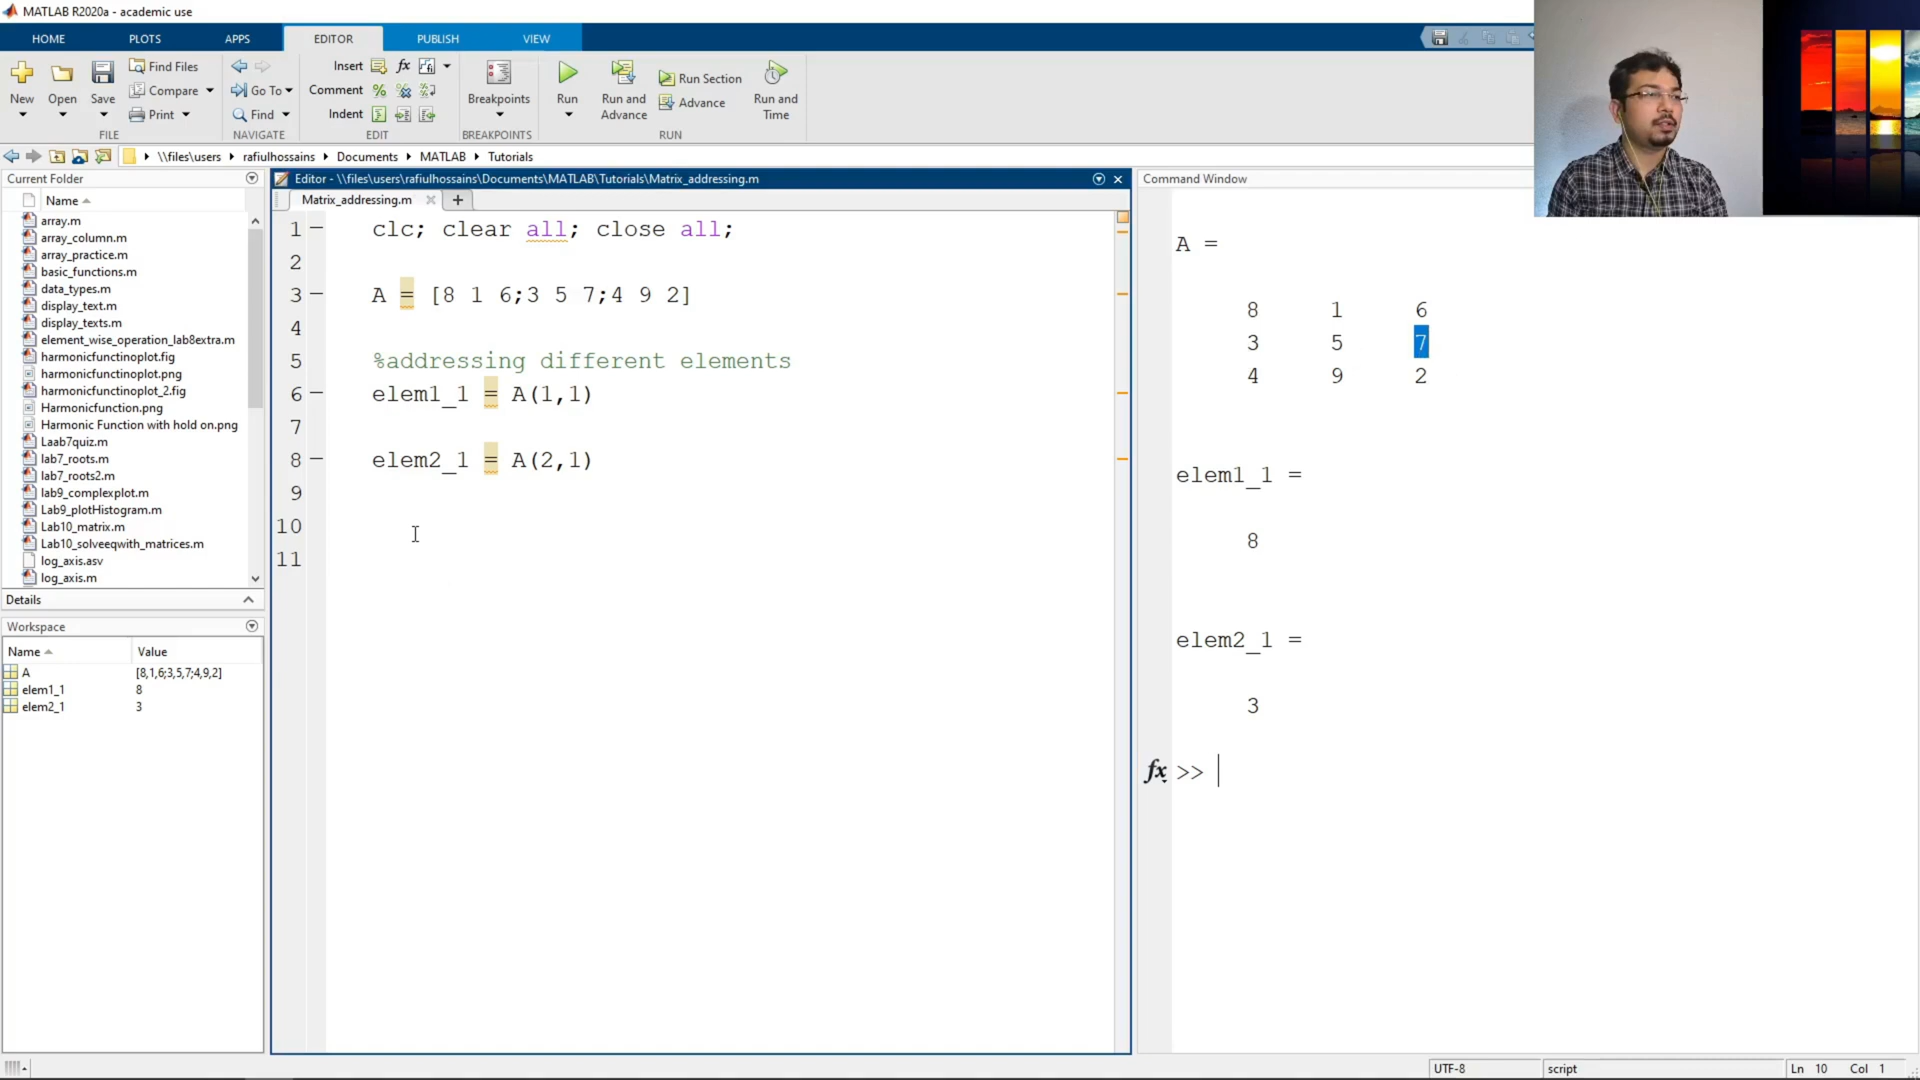 MATLAB R2020a - academic use
HOME PLOTS APPS EDITOR PUBLISH VIEW
New Open Save Find Files Compare Print
FILE
Go To Find
NAVIGATE
Insert fx
Comment %
Indent
EDIT
Breakpoints
BREAKPOINTS
Run Run and Advance Run Section Advance Run and Time
RUN
\\files\users rafiulhossains Documents MATLAB Tutorials
Current Folder
Name
array.m
array_column.m
array_practice.m
basic_functions.m
data_types.m
display_text.m
display_texts.m
element_wise_operation_lab8extra.m
harmonicfunctinoplot.fig
harmonicfunctinoplot.png
harmonicfunctinoplot_2.fig
Harmonicfunction.png
Harmonic Function with hold on.png
Laab7quiz.m
lab7_roots.m
lab7_roots2.m
lab9_complexplot.m
Lab9_plotHistogram.m
Lab10_matrix.m
Lab10_solveeqwith_matrices.m
log_axis.asv
log_axis.m
Details
Workspace
Name Value
A [8,1,6;3,5,7;4,9,2]
elem1_1 8
elem2_1 3
Editor - \\files\users\rafiulhossains\Documents\MATLAB\Tutorials\Matrix_addressing.m
Matrix_addressing.m
1 clc; clear all; close all;
2
3 A = [8 1 6;3 5 7;4 9 2]
4
5 %addressing different elements
6 elem1_1 = A(1,1)
7
8 elem2_1 = A(2,1)
9
10
11
Command Window
A =
8 1 6
3 5 7
4 9 2
elem1_1 =
8
elem2_1 =
3
fx >>
UTF-8 script Ln 10 Col 1